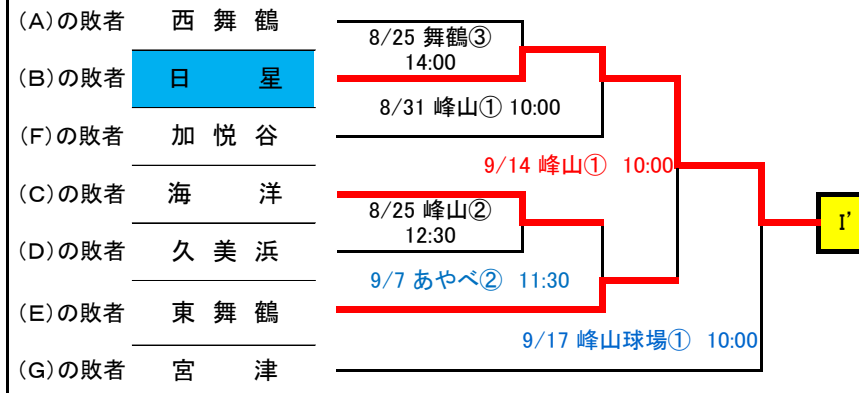 (A)の敗者 西舞鶴
8/25 舞鶴③
14:00
(B)の敗者 日星
8/31 峰山① 10:00
(F)の敗者 加悦谷
9/14 峰山① 10:00
(C)の敗者 海洋
8/25 峰山②
12:30
I’
(D)の敗者 久美浜
9/7 あやべ② 11:30
(E)の敗者 東舞鶴
9/17 峰山球場① 10:00
(G)の敗者 宮津